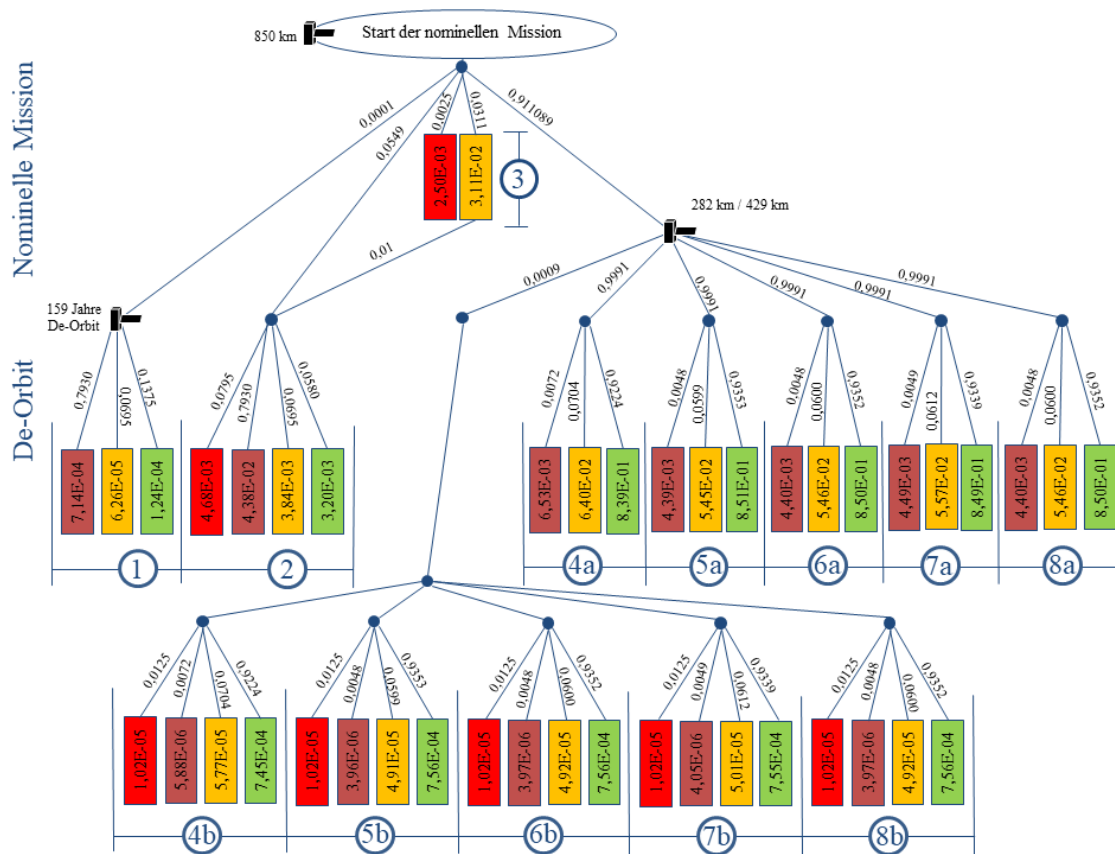 850 km
Start der nominellen Mission
Nominelle Mission
0,0001
0,0549
0,0025
0,0311
0,911089
2,50E-03
3,11E-02
3
282 km / 429 km
0,01
0,0009
0,9991
0,9991
0,9991
0,9991
0,9991
159 Jahre
De-Orbit
De-Orbit
0,7930
0,0695
0,1375
0,0795
0,7930
0,0695
0,0580
0,0072
0,0704
0,9224
0,0048
0,0599
0,9353
0,0048
0,0600
0,9352
0,0049
0,0612
0,9339
0,0048
0,0600
0,9352
7,14E-04
6,26E-05
1,24E-04
4,68E-03
4,38E-02
3,84E-03
3,20E-03
6,53E-03
6,40E-02
8,39E-01
4,39E-03
5,45E-02
8,51E-01
4,40E-03
5,46E-02
8,50E-01
4,49E-03
5,57E-02
8,49E-01
4,40E-03
5,46E-02
8,50E-01
1
2
4a
5a
6a
7a
8a
0,0125
0,0072
0,0704
0,9224
0,0125
0,0048
0,0599
0,9353
0,0125
0,0048
0,0600
0,9352
0,0125
0,0049
0,0612
0,9339
0,0125
0,0048
0,0600
0,9352
1,02E-05
5,88E-06
5,77E-05
7,45E-04
1,02E-05
3,96E-06
4,91E-05
7,56E-04
1,02E-05
3,97E-06
4,92E-05
7,56E-04
1,02E-05
4,05E-06
5,01E-05
7,55E-04
1,02E-05
3,97E-06
4,92E-05
7,56E-04
4b
5b
6b
7b
8b